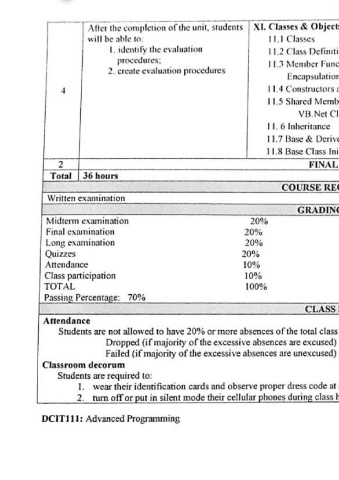 After the completion of the unit, students
will be able to:
1. identify the evaluation
procedures;
2. create evaluation procedures
4
XI. Classes & Object
11.1 Classes
11.2 Class Definiti
11.3 Member Func
Encapsulation
11.4 Constructors
11.5 Shared Memb
VB.Net Cl
11. 6 Inheritance
11.7 Base & Derive
11.8 Base Class Ini
2 FINAL
Total 36 hours
COURSE RE
Written examination
GRADING
Midterm examination 20%
Final examination 20%
Long examination 20%
Quizzes 20%
Attendance 10%
Class participation 10%
TOTAL 100%
Passing Percentage: 70%
CLASS
Attendance
Students are not allowed to have 20% or more absences of the total class
Dropped (if majority of the excessive absences are excused)
Failed (if majority of the excessive absences are unexcused)
Classroom decorum
Students are required to:
1. wear their identification cards and observe proper dress code at
2. turn off or put in silent mode their cellular phones during class h
DCIT111: Advanced Programming